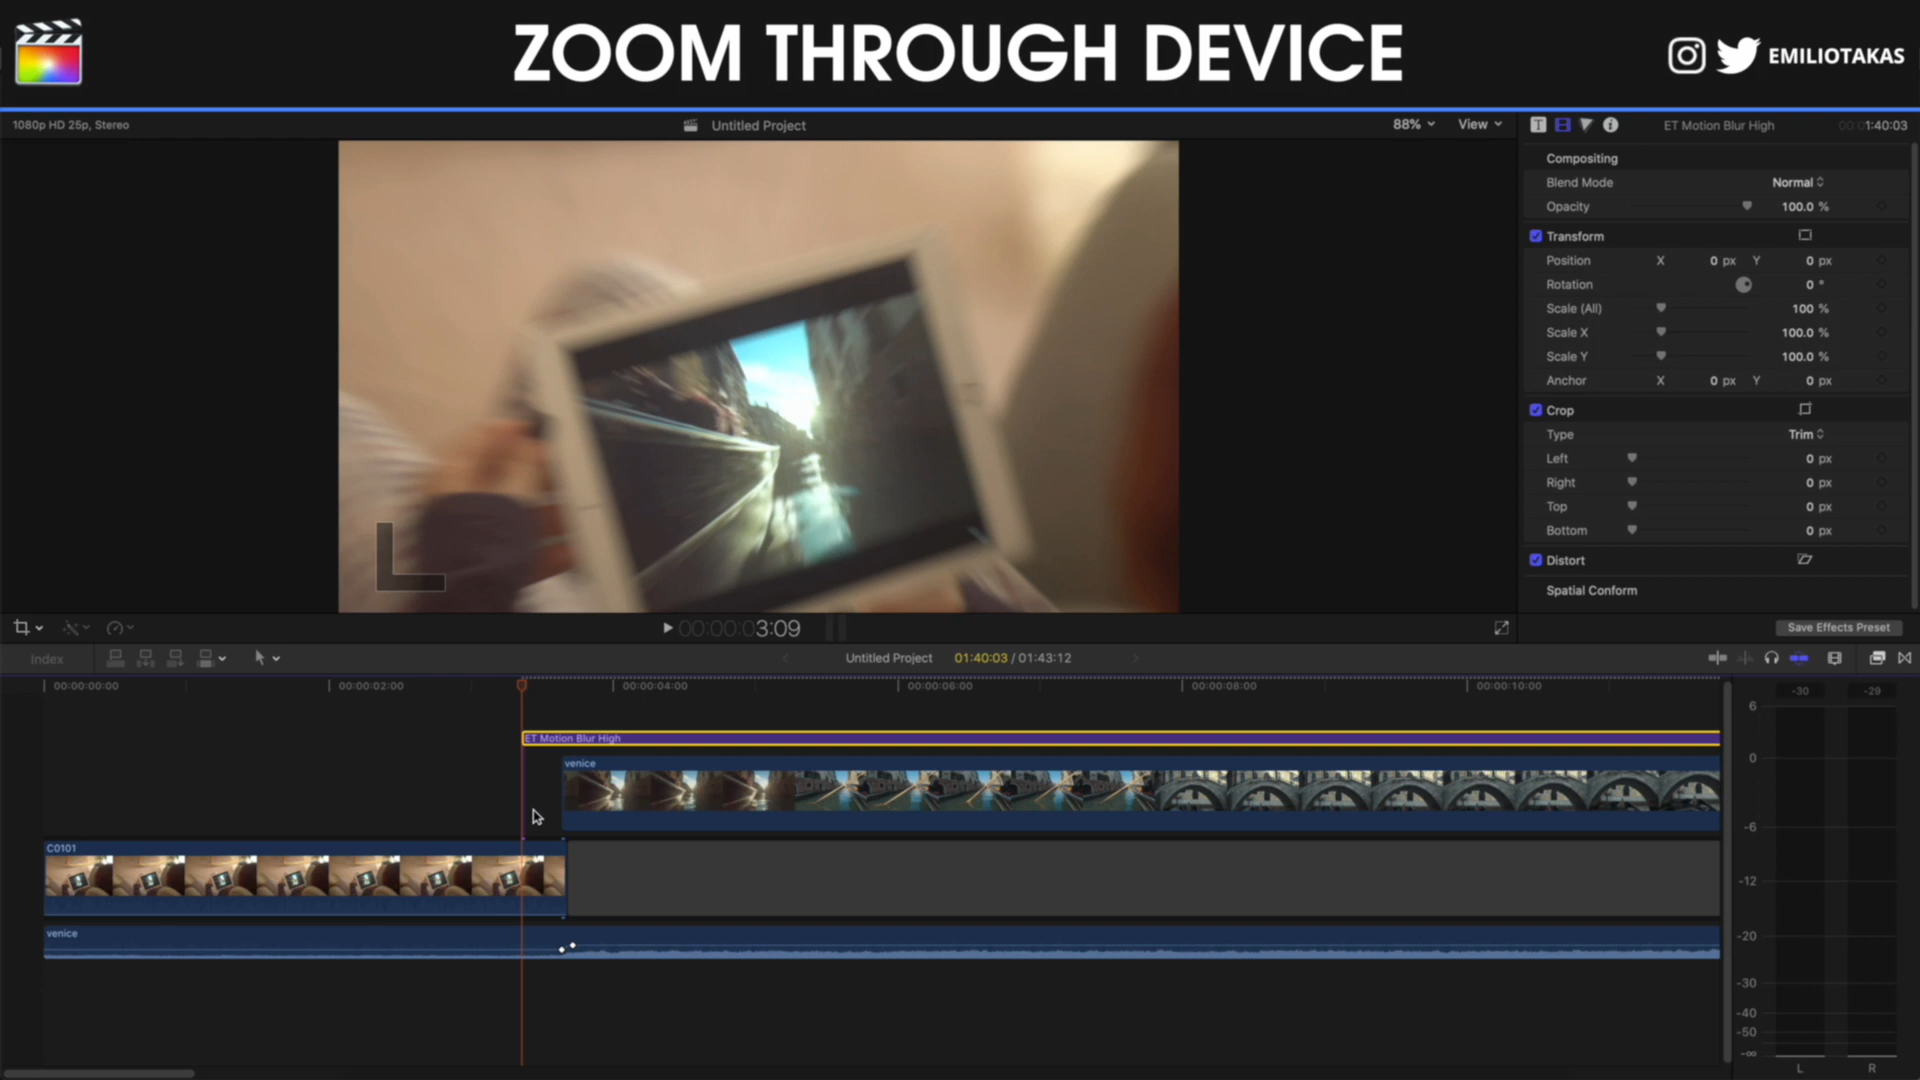 ZOOM THROUGH DEVICE
EMILIOTAKAS
1080p HD 25p, Stereo
Untitled Project
88%
View
ET Motion Blur High
00:01:40:03
Compositing
Blend Mode Normal
Opacity 100.0 %
Transform
Position X 0 px Y 0 px
Rotation 0 °
Scale (All) 100 %
Scale X 100.0 %
Scale Y 100.0 %
Anchor X 0 px Y 0 px
Crop
Type Trim
Left 0 px
Right 0 px
Top 0 px
Bottom 0 px
Distort
Spatial Conform
00:00:03:09
Save Effects Preset
Index
Untitled Project 01:40:03 / 01:43:12
00:00:00:00 00:00:02:00 00:00:04:00 00:00:06:00 00:00:08:00 00:00:10:00
-30 -29
ET Motion Blur High
venice
C0101
venice
6
0
-6
-12
-20
-30
-40
-50
-∞
L R